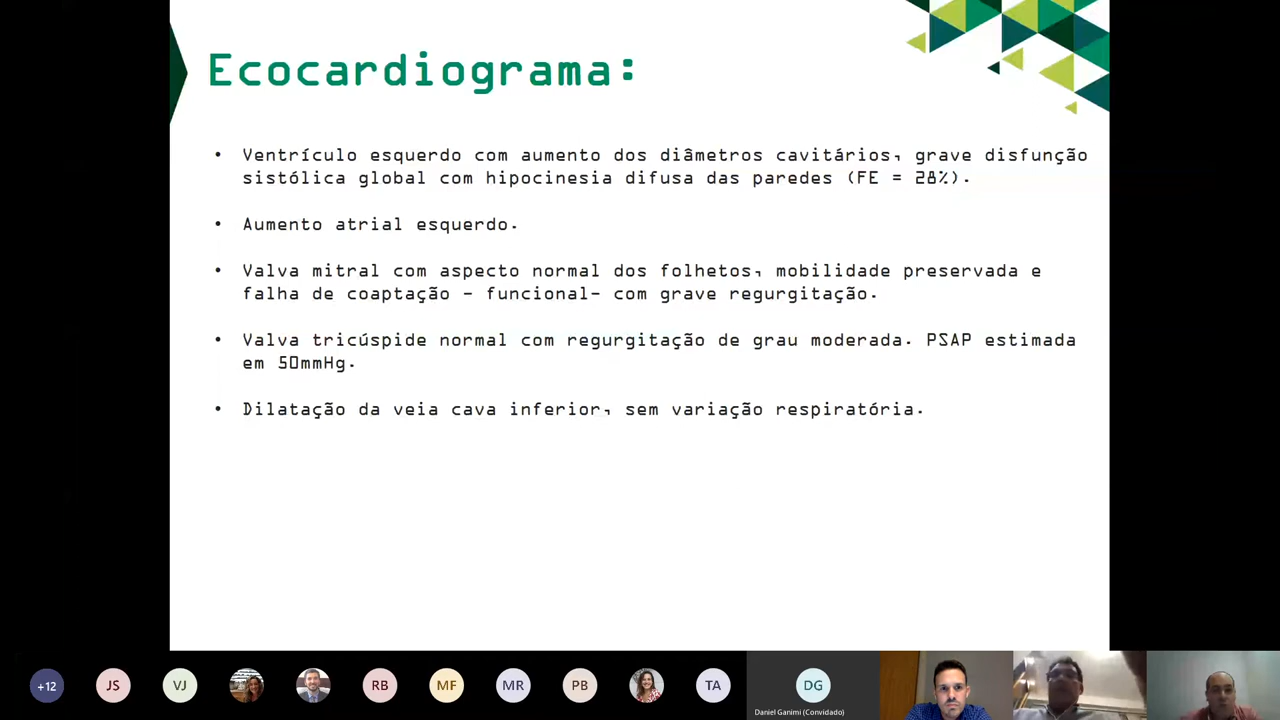 Ecocardiograma:
• Ventrículo esquerdo com aumento dos diâmetros cavitários, grave disfunção
sistólica global com hipocinesia difusa das paredes (FE = 28%).
• Aumento atrial esquerdo.
• Valva mitral com aspecto normal dos folhetos, mobilidade preservada e
falha de coaptação - funcional- com grave regurgitação.
• Valva tricúspide normal com regurgitação de grau moderada. PSAP estimada
em 50mmHg.
• Dilatação da veia cava inferior, sem variação respiratória.
+12 JS VJ RB MF MR PB TA DG
Daniel Ganimi (Convidado)